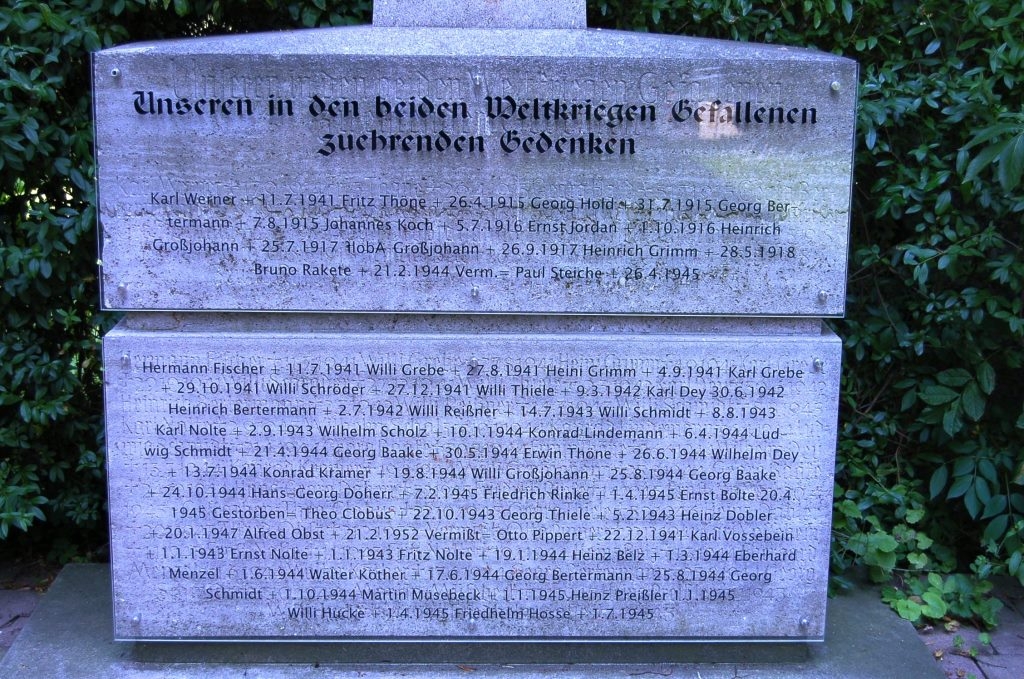 Unseren in den beiden Weltkriegen Gefallenen
zuehrenden Gedenken
Karl Werner + 11.7.1941 Fritz Thöne + 26.4.1915 Georg Hold + 31.7.1915 Georg Ber-
termann + 7.8.1915 Johannes Koch + 5.7.1916 Ernst Jordan + 1.10.1916 Heinrich
Großjohann + 25.7.1917 Großjohann + 26.9.1917 Heinrich Grimm + 28.5.1918
Bruno Rakete + 21.2.1944 Verm.= Paul Steiche + 26.4.1945
Hermann Fischer + 11.7.1941 Willi Grebe + 27.8.1941 Heini Grimm + 4.9.1941 Karl Grebe
+ 29.10.1941 Willi Schröder + 27.12.1941 Willi Thiele + 9.3.1942 Karl Dey 30.6.1942
Heinrich Bertermann + 2.7.1942 Willi Reißner + 14.7.1943 Willi Schmidt + 8.8.1943
Karl Nolte + 2.9.1943 Wilhelm Scholz + 10.1.1944 Konrad Lindemann + 6.4.1944 Lud-
wig Schmidt + 21.4.1944 Georg Baake + 30.5.1944 Erwin Thöne + 26.6.1944 Wilhelm Dey
+ 13.7.1944 Konrad Kramer + 19.8.1944 Willi Großjohann + 25.8.1944 Georg Baake
+ 24.10.1944 Hans-Georg Doherr + 7.2.1945 Friedrich Rinke + 1.4.1945 Ernst Bolte 20.4.
1945 Gestorben= Theo Clobus + 22.10.1943 Georg Thiele + 5.2.1943 Heinz Dobler
+ 20.1.1947 Alfred Obst + 21.2.1952 Vermißt= Otto Pippert + 22.12.1941 Karl Vossebein
+ 1.1.1943 Ernst Nolte + 1.1.1943 Fritz Nolte + 19.1.1944 Heinz Belz + 1.3.1944 Eberhard
Menzel + 1.6.1944 Walter Köther + 17.6.1944 Georg Bertermann + 25.8.1944 Georg
Schmidt + 1.10.1944 Martin Musebeck + 1.1.1945 Heinz Preißler 1.1.1945
Willi Hucke + 1.4.1945 Friedhelm Hosse + 1.7.1945